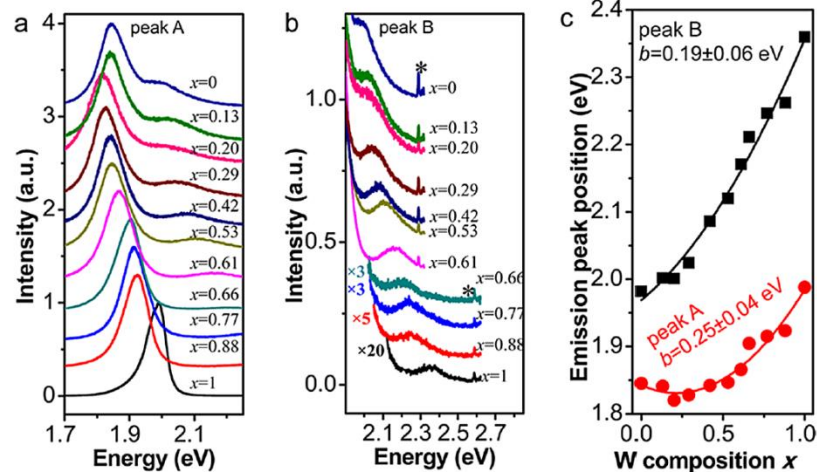 a
peak A
x=0
x=0.13
x=0.20
x=0.29
x=0.42
x=0.53
x=0.61
x=0.66
x=0.77
x=0.88
x=1
4
3
2
1
0
Intensity (a.u.)
1.7
1.9
2.1
Energy (eV)
b
peak B
*
x=0
x=0.13
x=0.20
x=0.29
x=0.42
x=0.53
x=0.61
×3
*
x=0.66
×3
x=0.77
×5
x=0.88
×20
x=1
1.0
0.5
0.0
Intensity (a.u.)
2.1
2.3
2.5
2.7
Energy (eV)
c
peak B
b=0.19±0.06 eV
peak A
b=0.25±0.04 eV
2.4
2.3
2.2
2.1
2.0
1.9
1.8
Emission peak position (eV)
0.0
0.5
1.0
W composition x